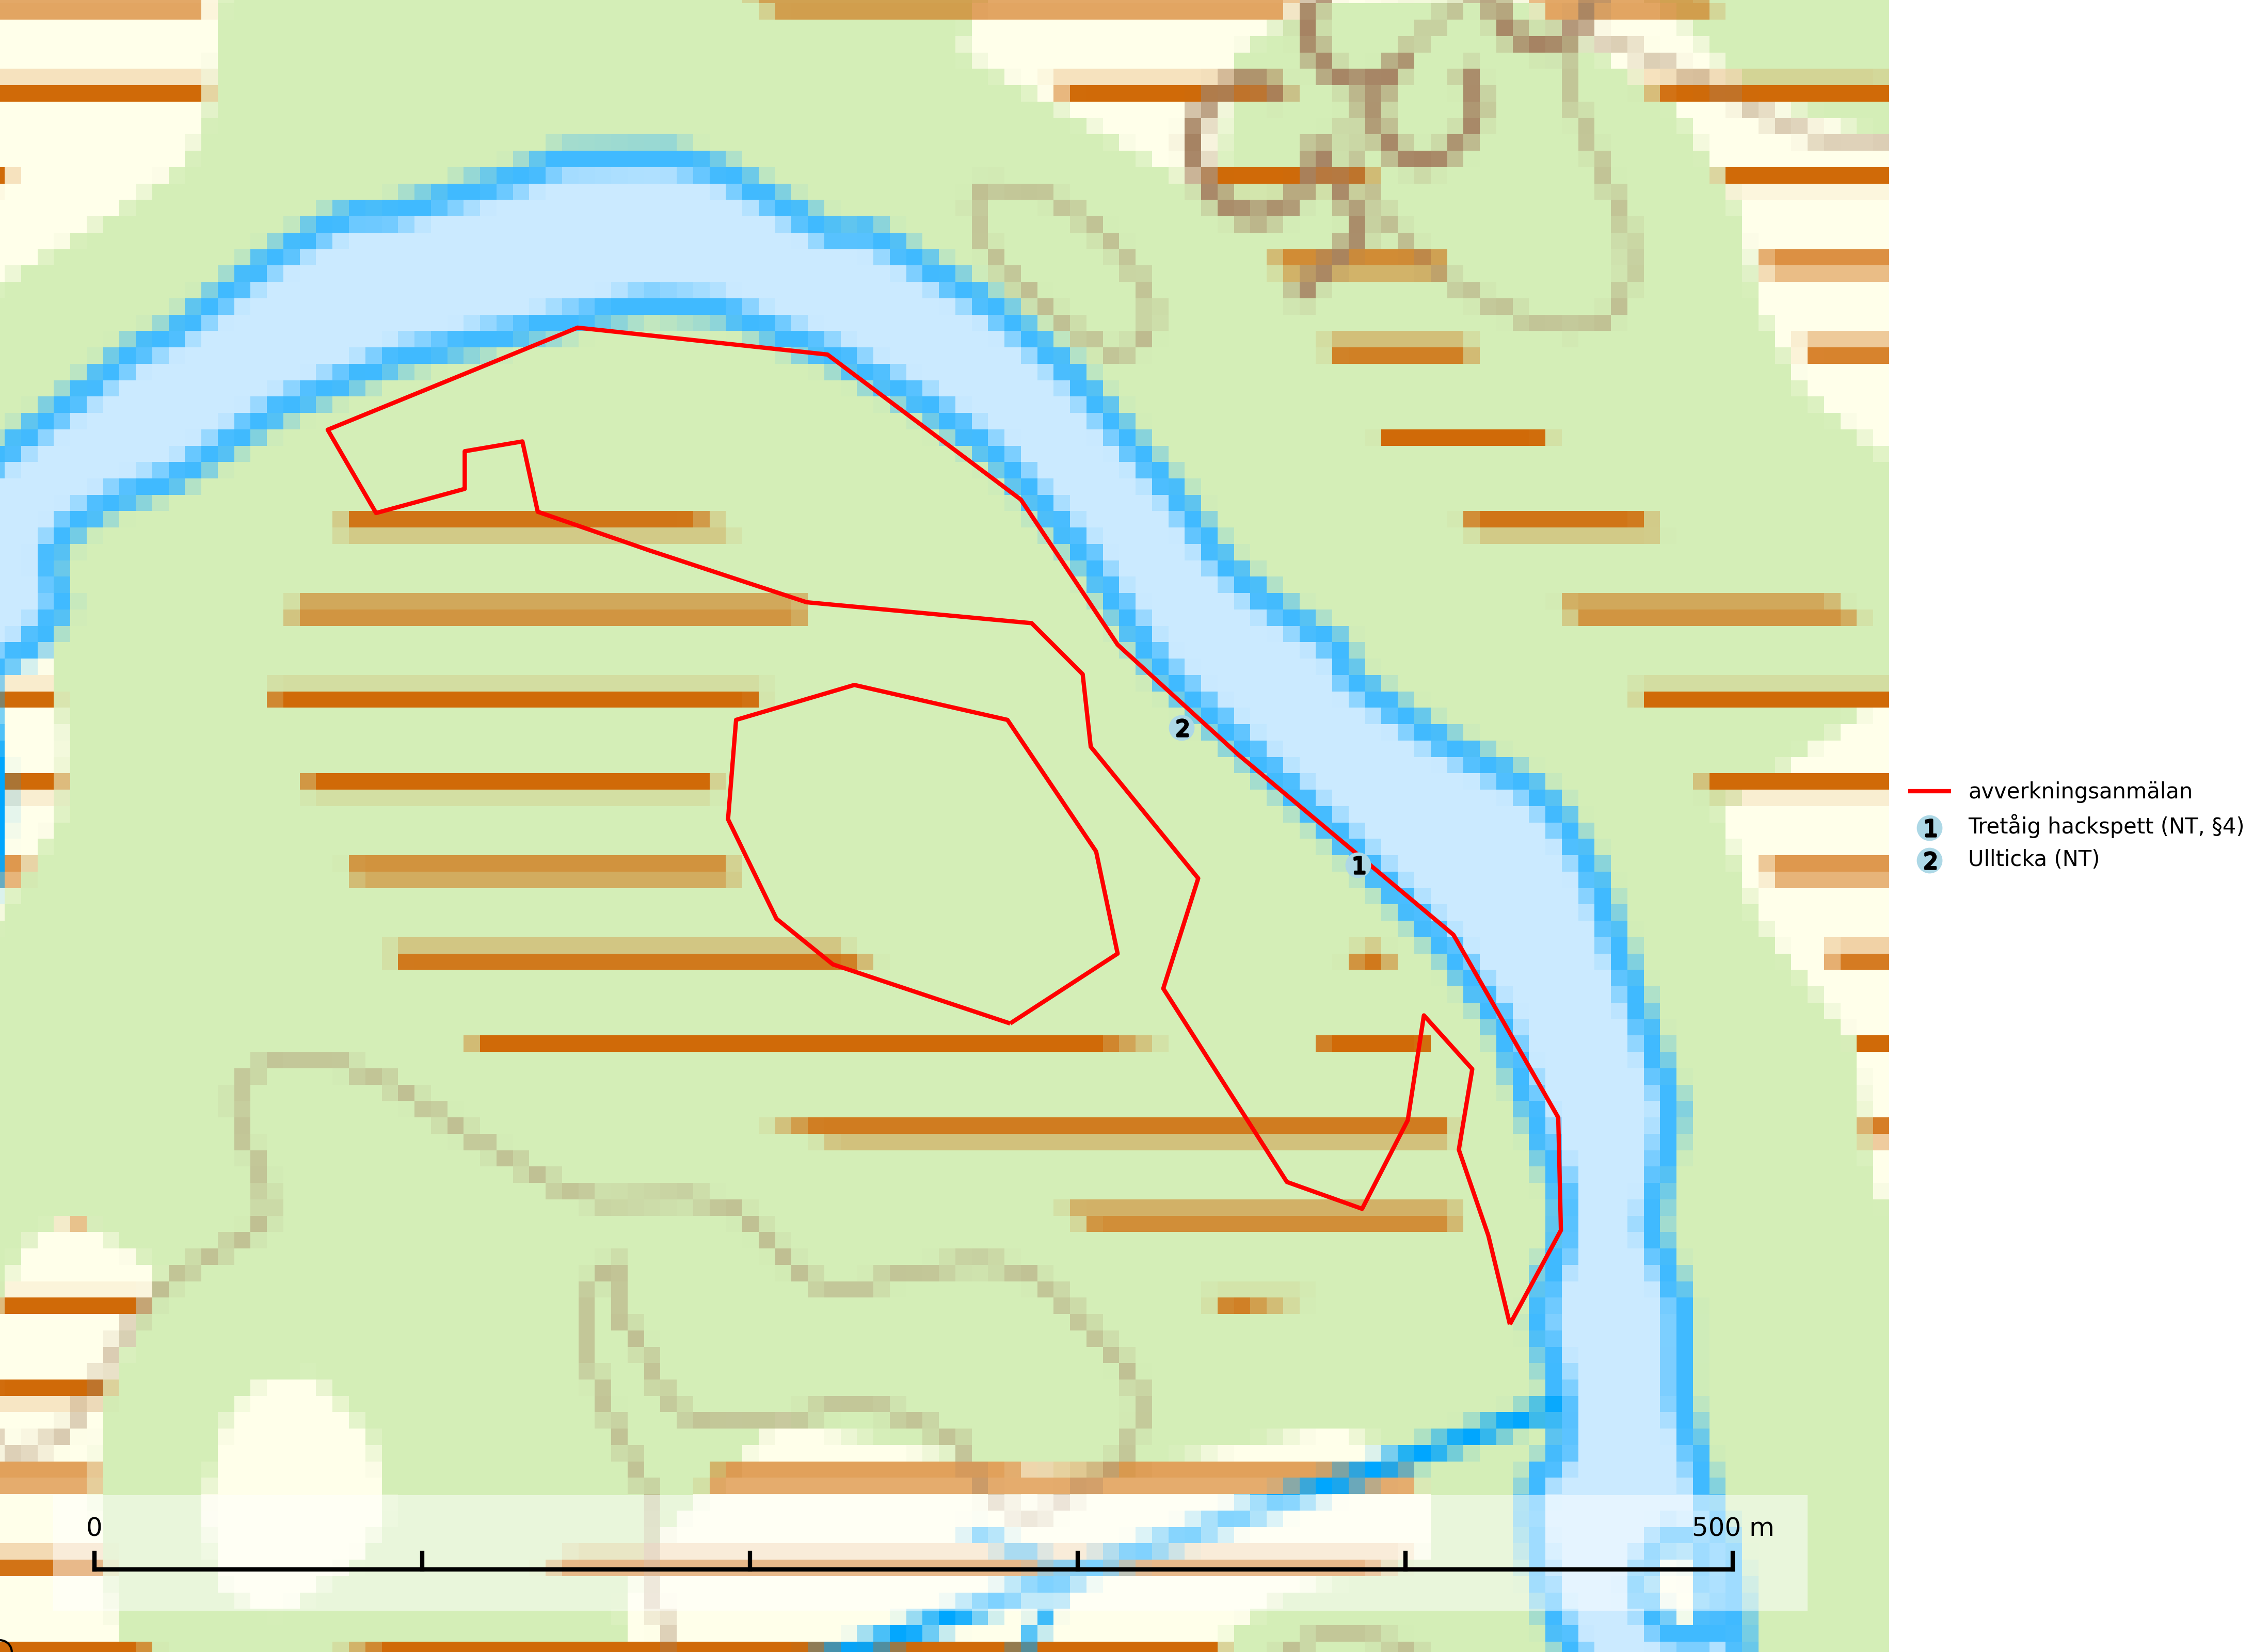 2
1
avverkningsanmälan
1 Tretåig hackspett (NT, §4)
2 Ullticka (NT)
0 500 m